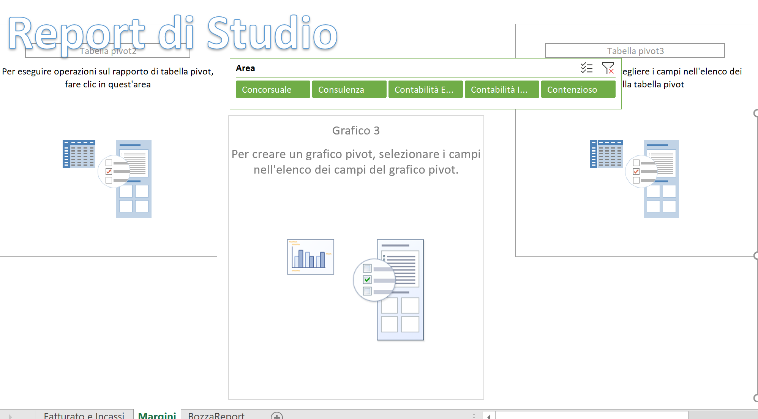 Report di Studio
Tabella pivot2
Per eseguire operazioni sul rapporto di tabella pivot,
fare clic in quest'area
Area
Concorsuale
Consulenza
Contabilità E...
Contabilità I...
Contenzioso
Grafico 3
Per creare un grafico pivot, selezionare i campi
nell'elenco dei campi del grafico pivot.
Tabella pivot3
egliere i campi nell'elenco dei
lla tabella pivot
Fatturato e Incassi
Margini
BozzaReport